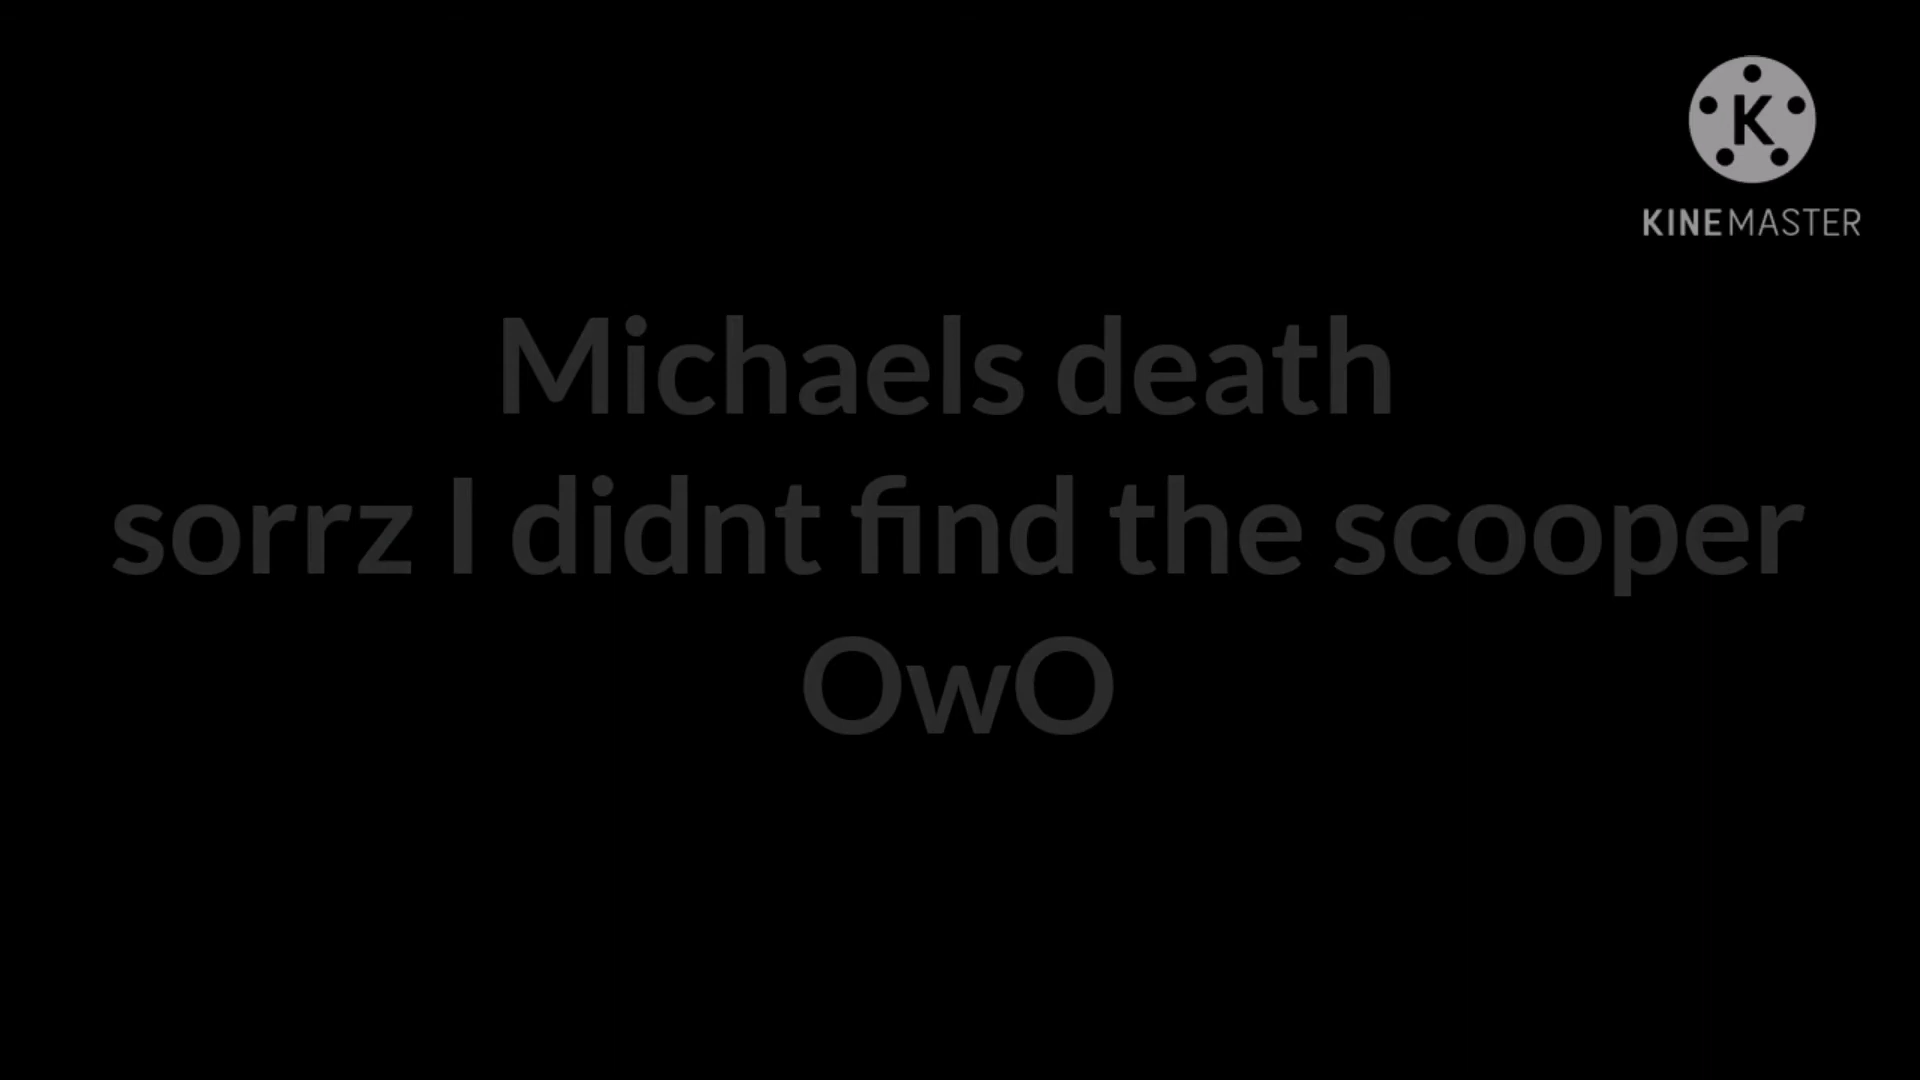 K
KINEMASTER
Michaels death
sorrz I didnt find the scooper
OwO